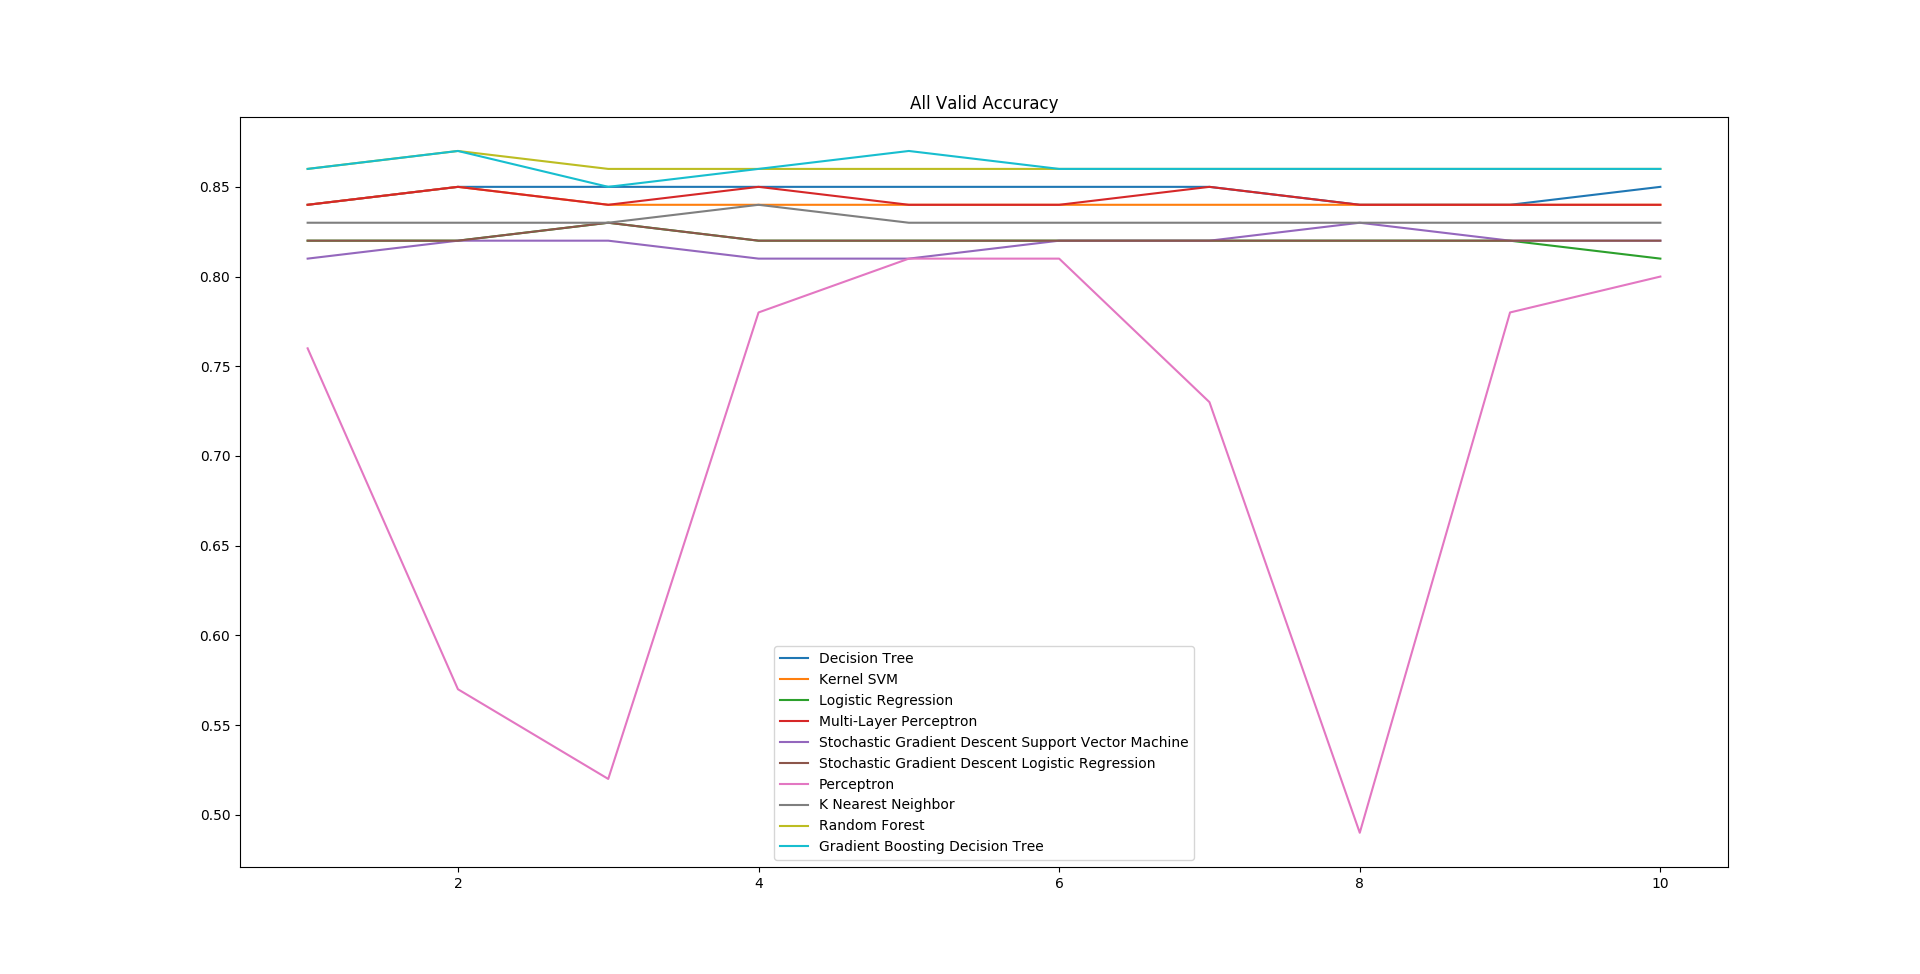 All Valid Accuracy
0.85
0.80
0.75
0.70
0.65
0.60
0.55
0.50
Decision Tree
Kernel SVM
Logistic Regression
Multi-Layer Perceptron
Stochastic Gradient Descent Support Vector Machine
Stochastic Gradient Descent Logistic Regression
Perceptron
K Nearest Neighbor
Random Forest
Gradient Boosting Decision Tree
2 4 6 8 10